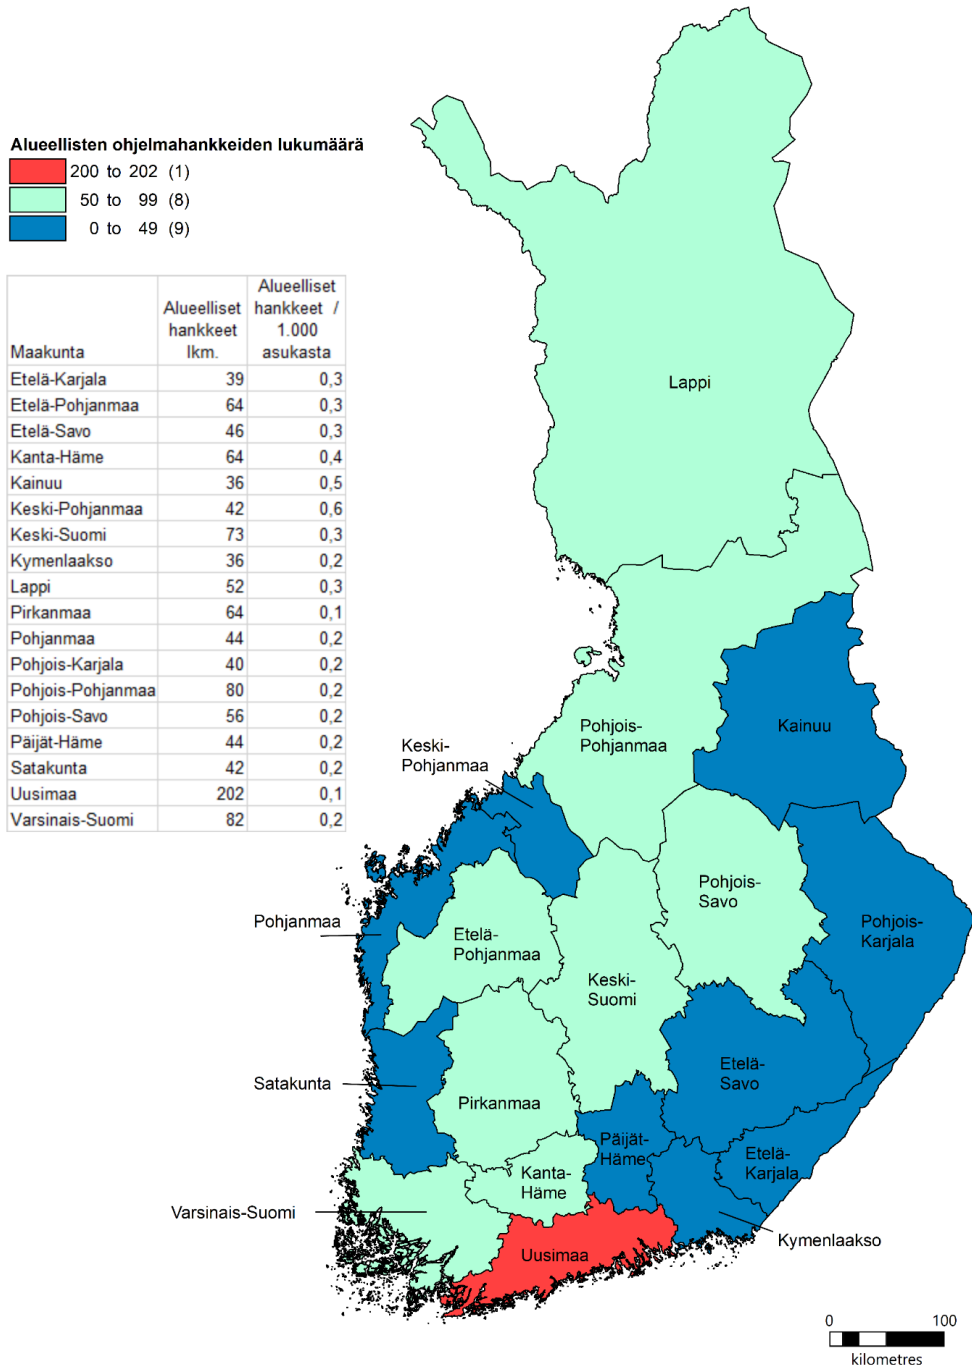 Alueellisten ohjelmahankkeiden lukumäärä
200 to 202 (1)
50 to 99 (8)
0 to 49 (9)
Maakunta Alueelliset hankkeet lkm. Alueelliset hankkeet / 1.000 asukasta
Etelä-Karjala 39 0,3
Etelä-Pohjanmaa 64 0,3
Etelä-Savo 46 0,3
Kanta-Häme 64 0,4
Kainuu 36 0,5
Keski-Pohjanmaa 42 0,6
Keski-Suomi 73 0,3
Kymenlaakso 36 0,2
Lappi 52 0,3
Pirkanmaa 64 0,1
Pohjanmaa 44 0,2
Pohjois-Karjala 40 0,2
Pohjois-Pohjanmaa 80 0,2
Pohjois-Savo 56 0,2
Päijät-Häme 44 0,2
Satakunta 42 0,2
Uusimaa 202 0,1
Varsinais-Suomi 82 0,2
Lappi
Pohjois-
Pohjanmaa
Kainuu
Keski-
Pohjanmaa
Pohjois-
Savo
Pohjois-
Karjala
Pohjanmaa
Etelä-
Pohjanmaa
Keski-
Suomi
Etelä-
Savo
Satakunta
Pirkanmaa
Päijät-
Häme
Etelä-
Karjala
Kanta-
Häme
Varsinais-Suomi
Kymenlaakso
Uusimaa
0 100
kilometres